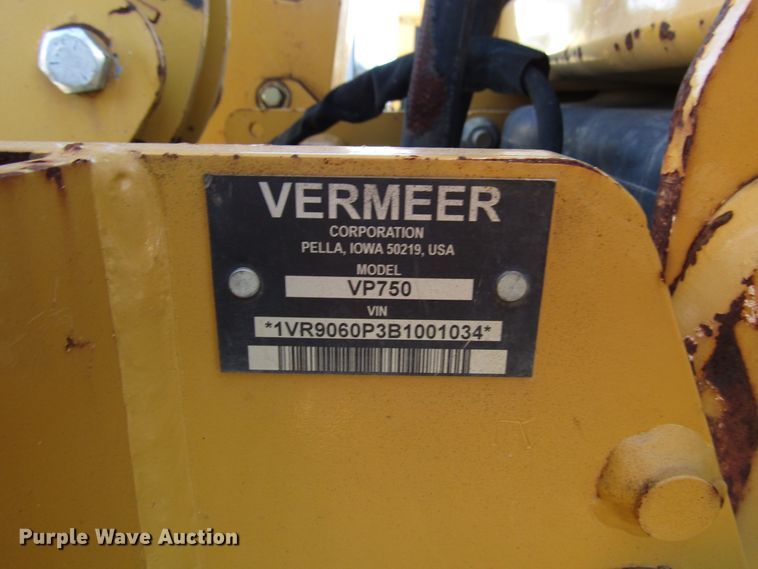 VERMEER
CORPORATION
PELLA, IOWA 50219, USA
MODEL
VP750
VIN
*1VR9060P3B1001034*
Purple Wave Auction